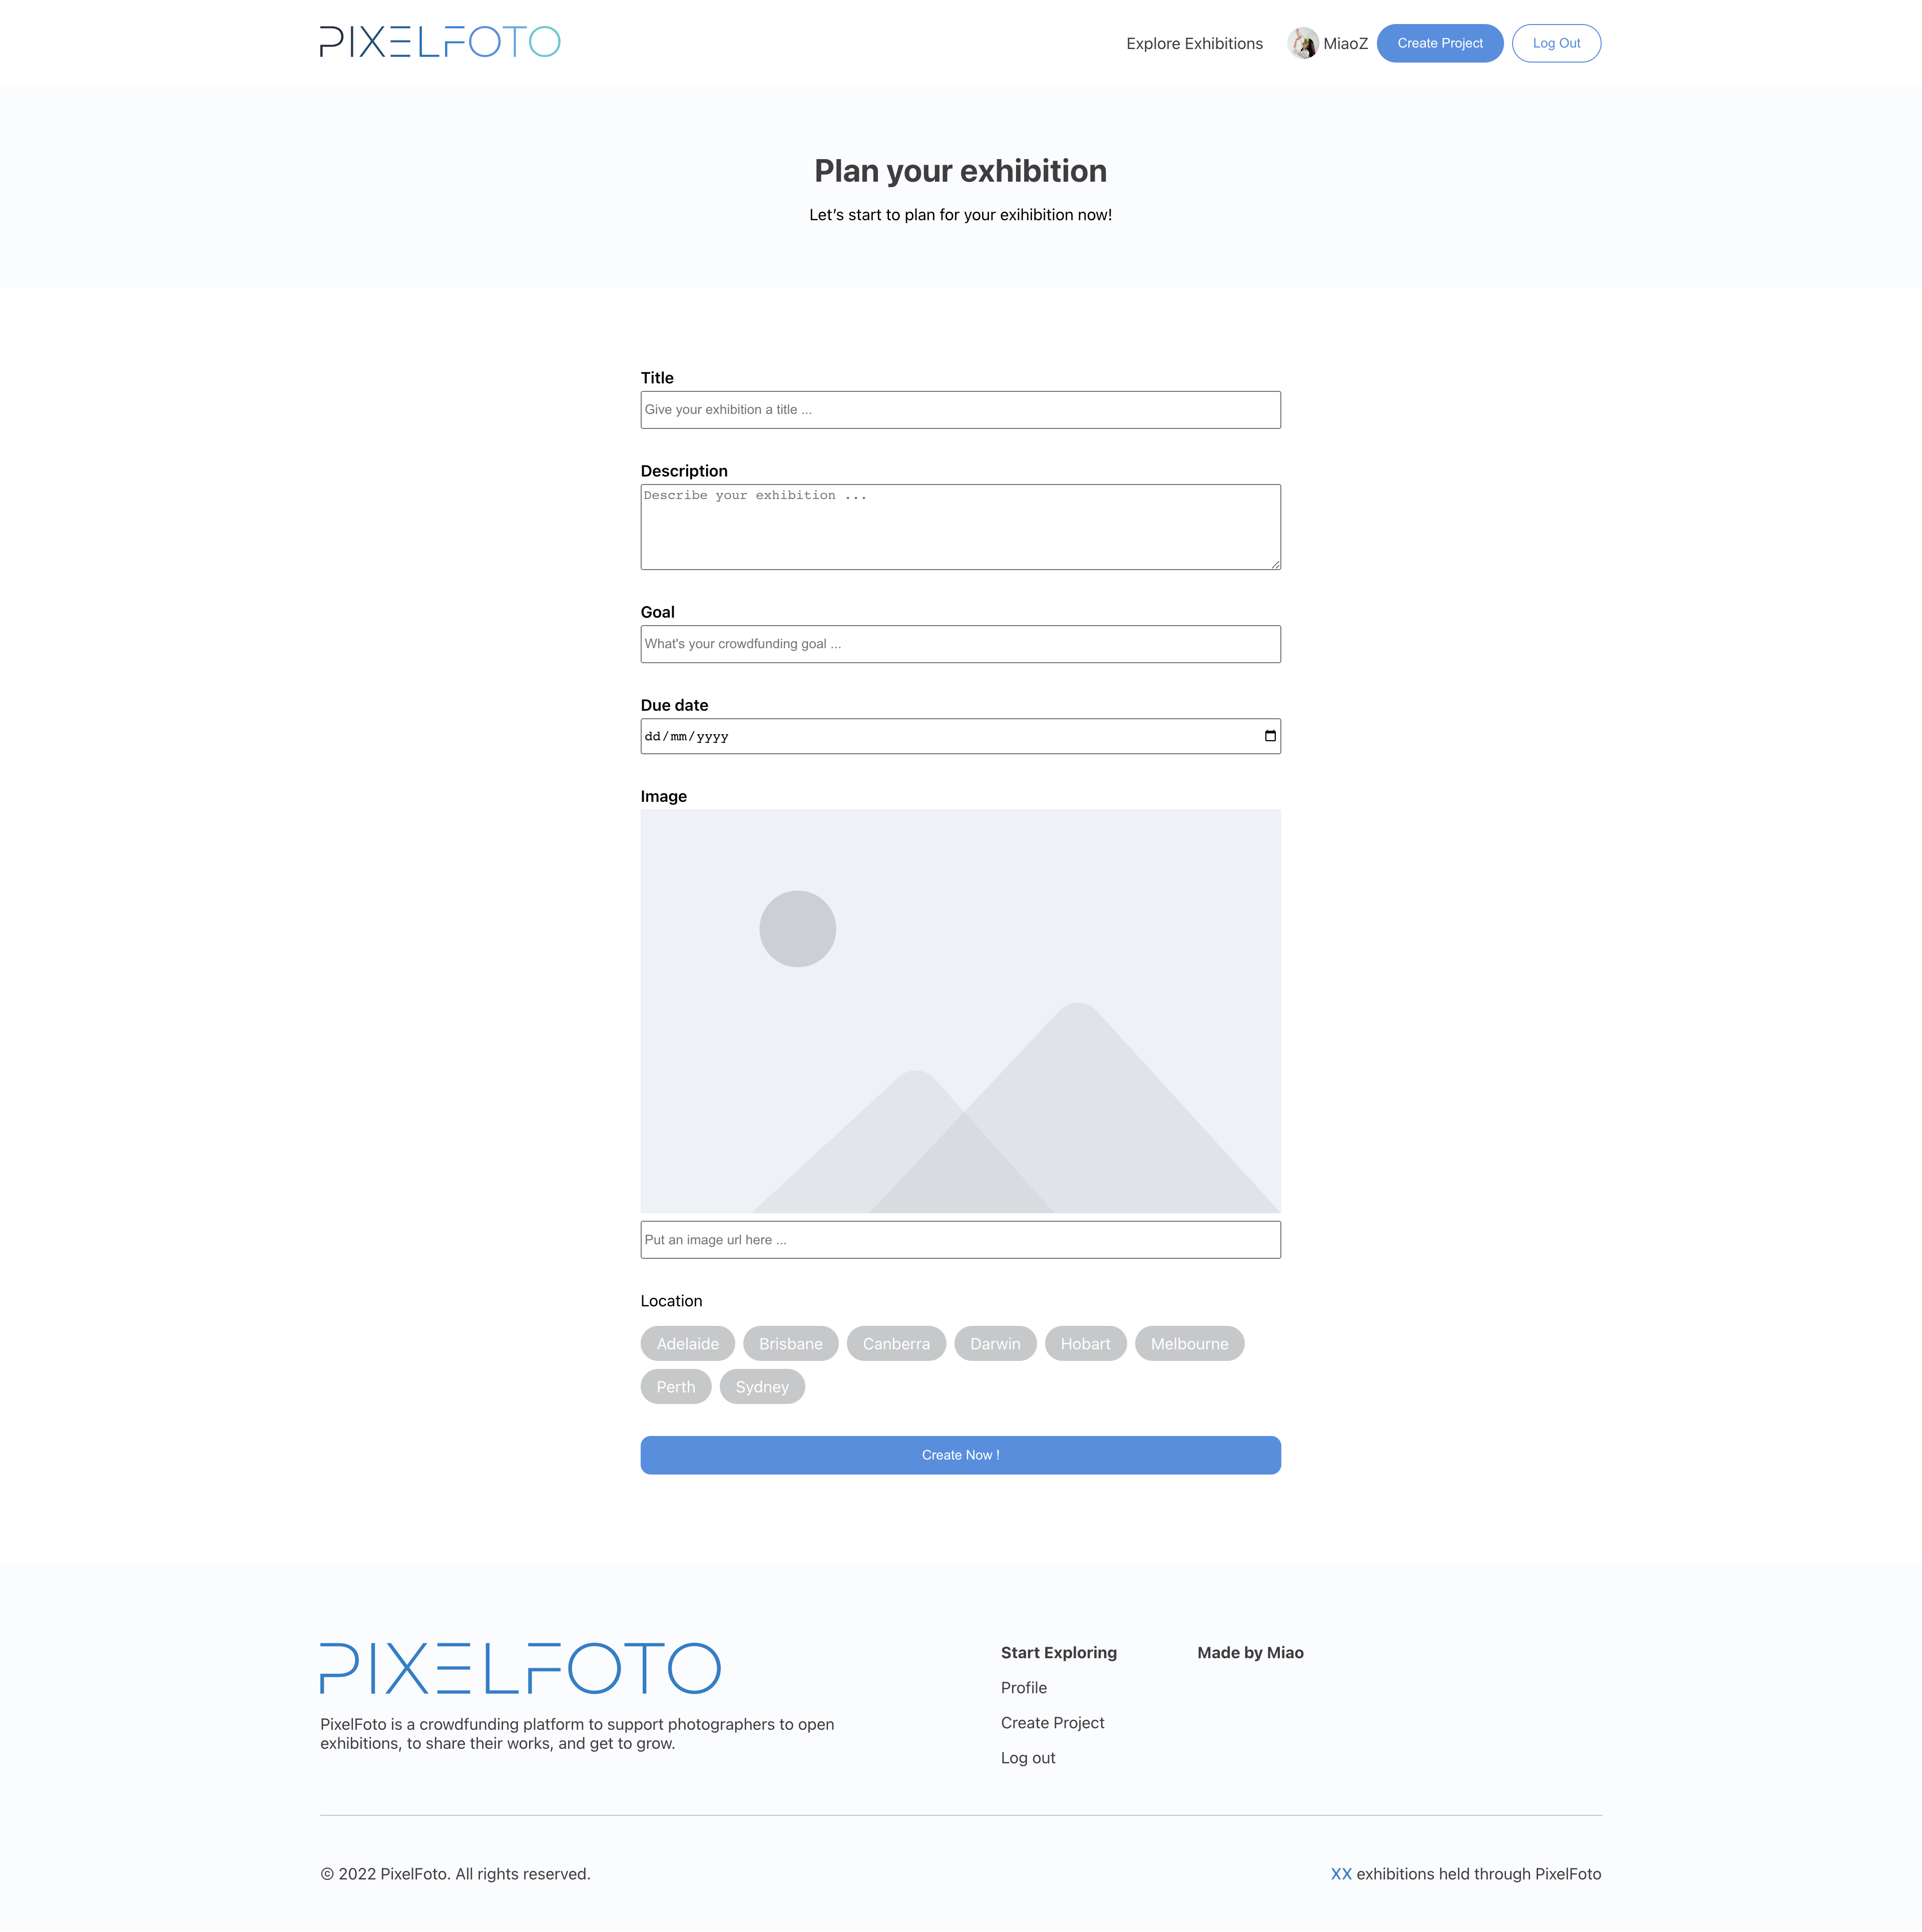 PIXELFOTO
Explore Exhibitions MiaoZ Create Project Log Out
Plan your exhibition
Let’s start to plan for your exihibition now!
Title
Give your exhibition a title ...
Description
Describe your exhibition ...
Goal
What's your crowdfunding goal ...
Due date
dd/mm/yyyy
Image
Put an image url here ...
Location
Adelaide Brisbane Canberra Darwin Hobart Melbourne
Perth Sydney
Create Now !
PIXELFOTO
PixelFoto is a crowdfunding platform to support photographers to open
exhibitions, to share their works, and get to grow.
Start Exploring
Profile
Create Project
Log out
Made by Miao
© 2022 PixelFoto. All rights reserved.
XX exhibitions held through PixelFoto